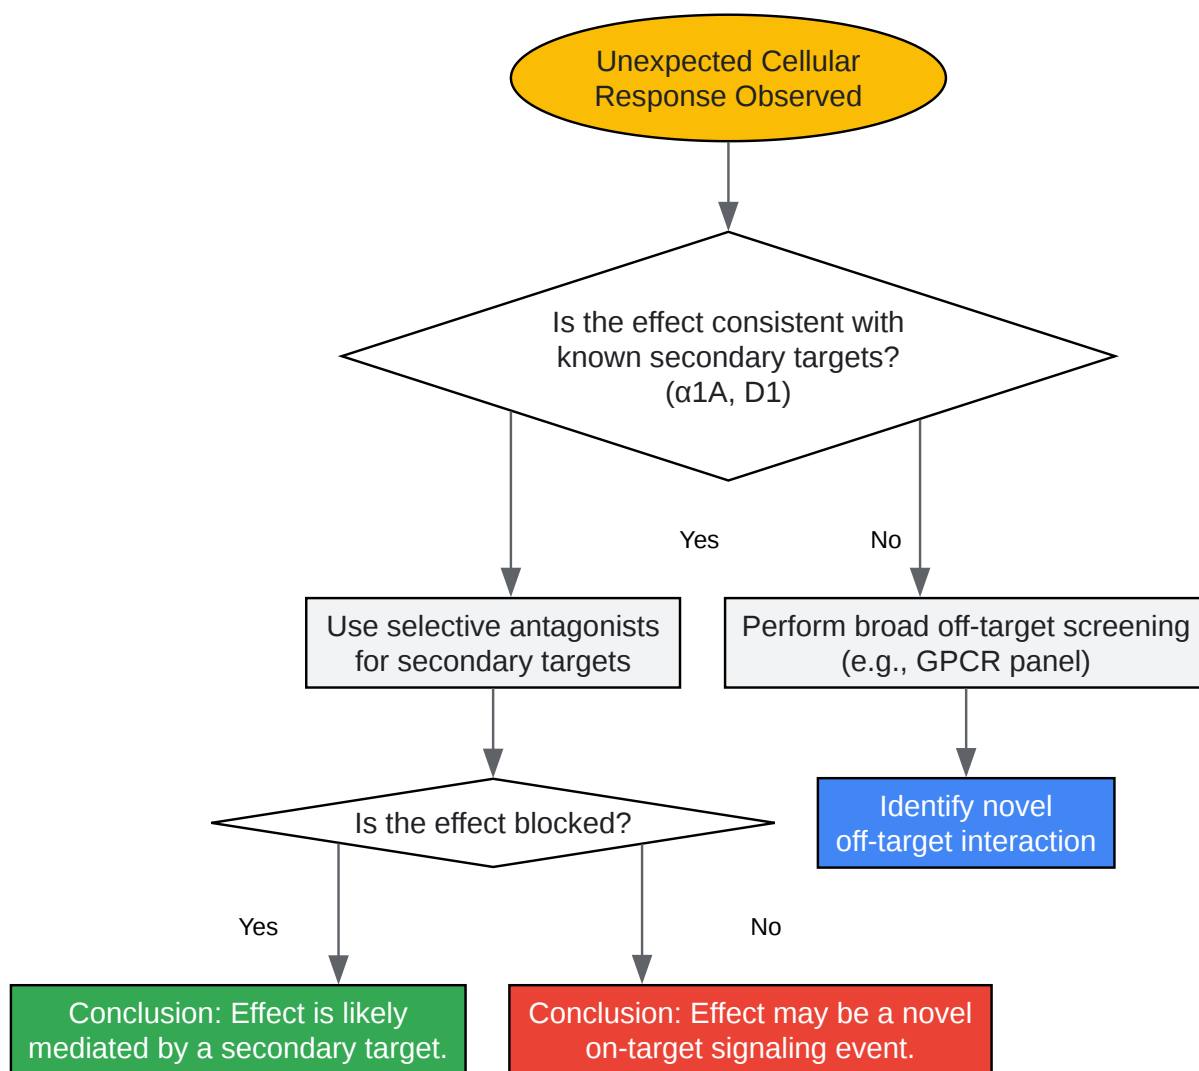 Unexpected Cellular
Response Observed
Is the effect consistent with
known secondary targets?
(α1A, D1)
Yes
No
Use selective antagonists
for secondary targets
Perform broad off-target screening
(e.g., GPCR panel)
Is the effect blocked?
Identify novel
off-target interaction
Yes
No
Conclusion: Effect is likely
mediated by a secondary target.
Conclusion: Effect may be a novel
on-target signaling event.